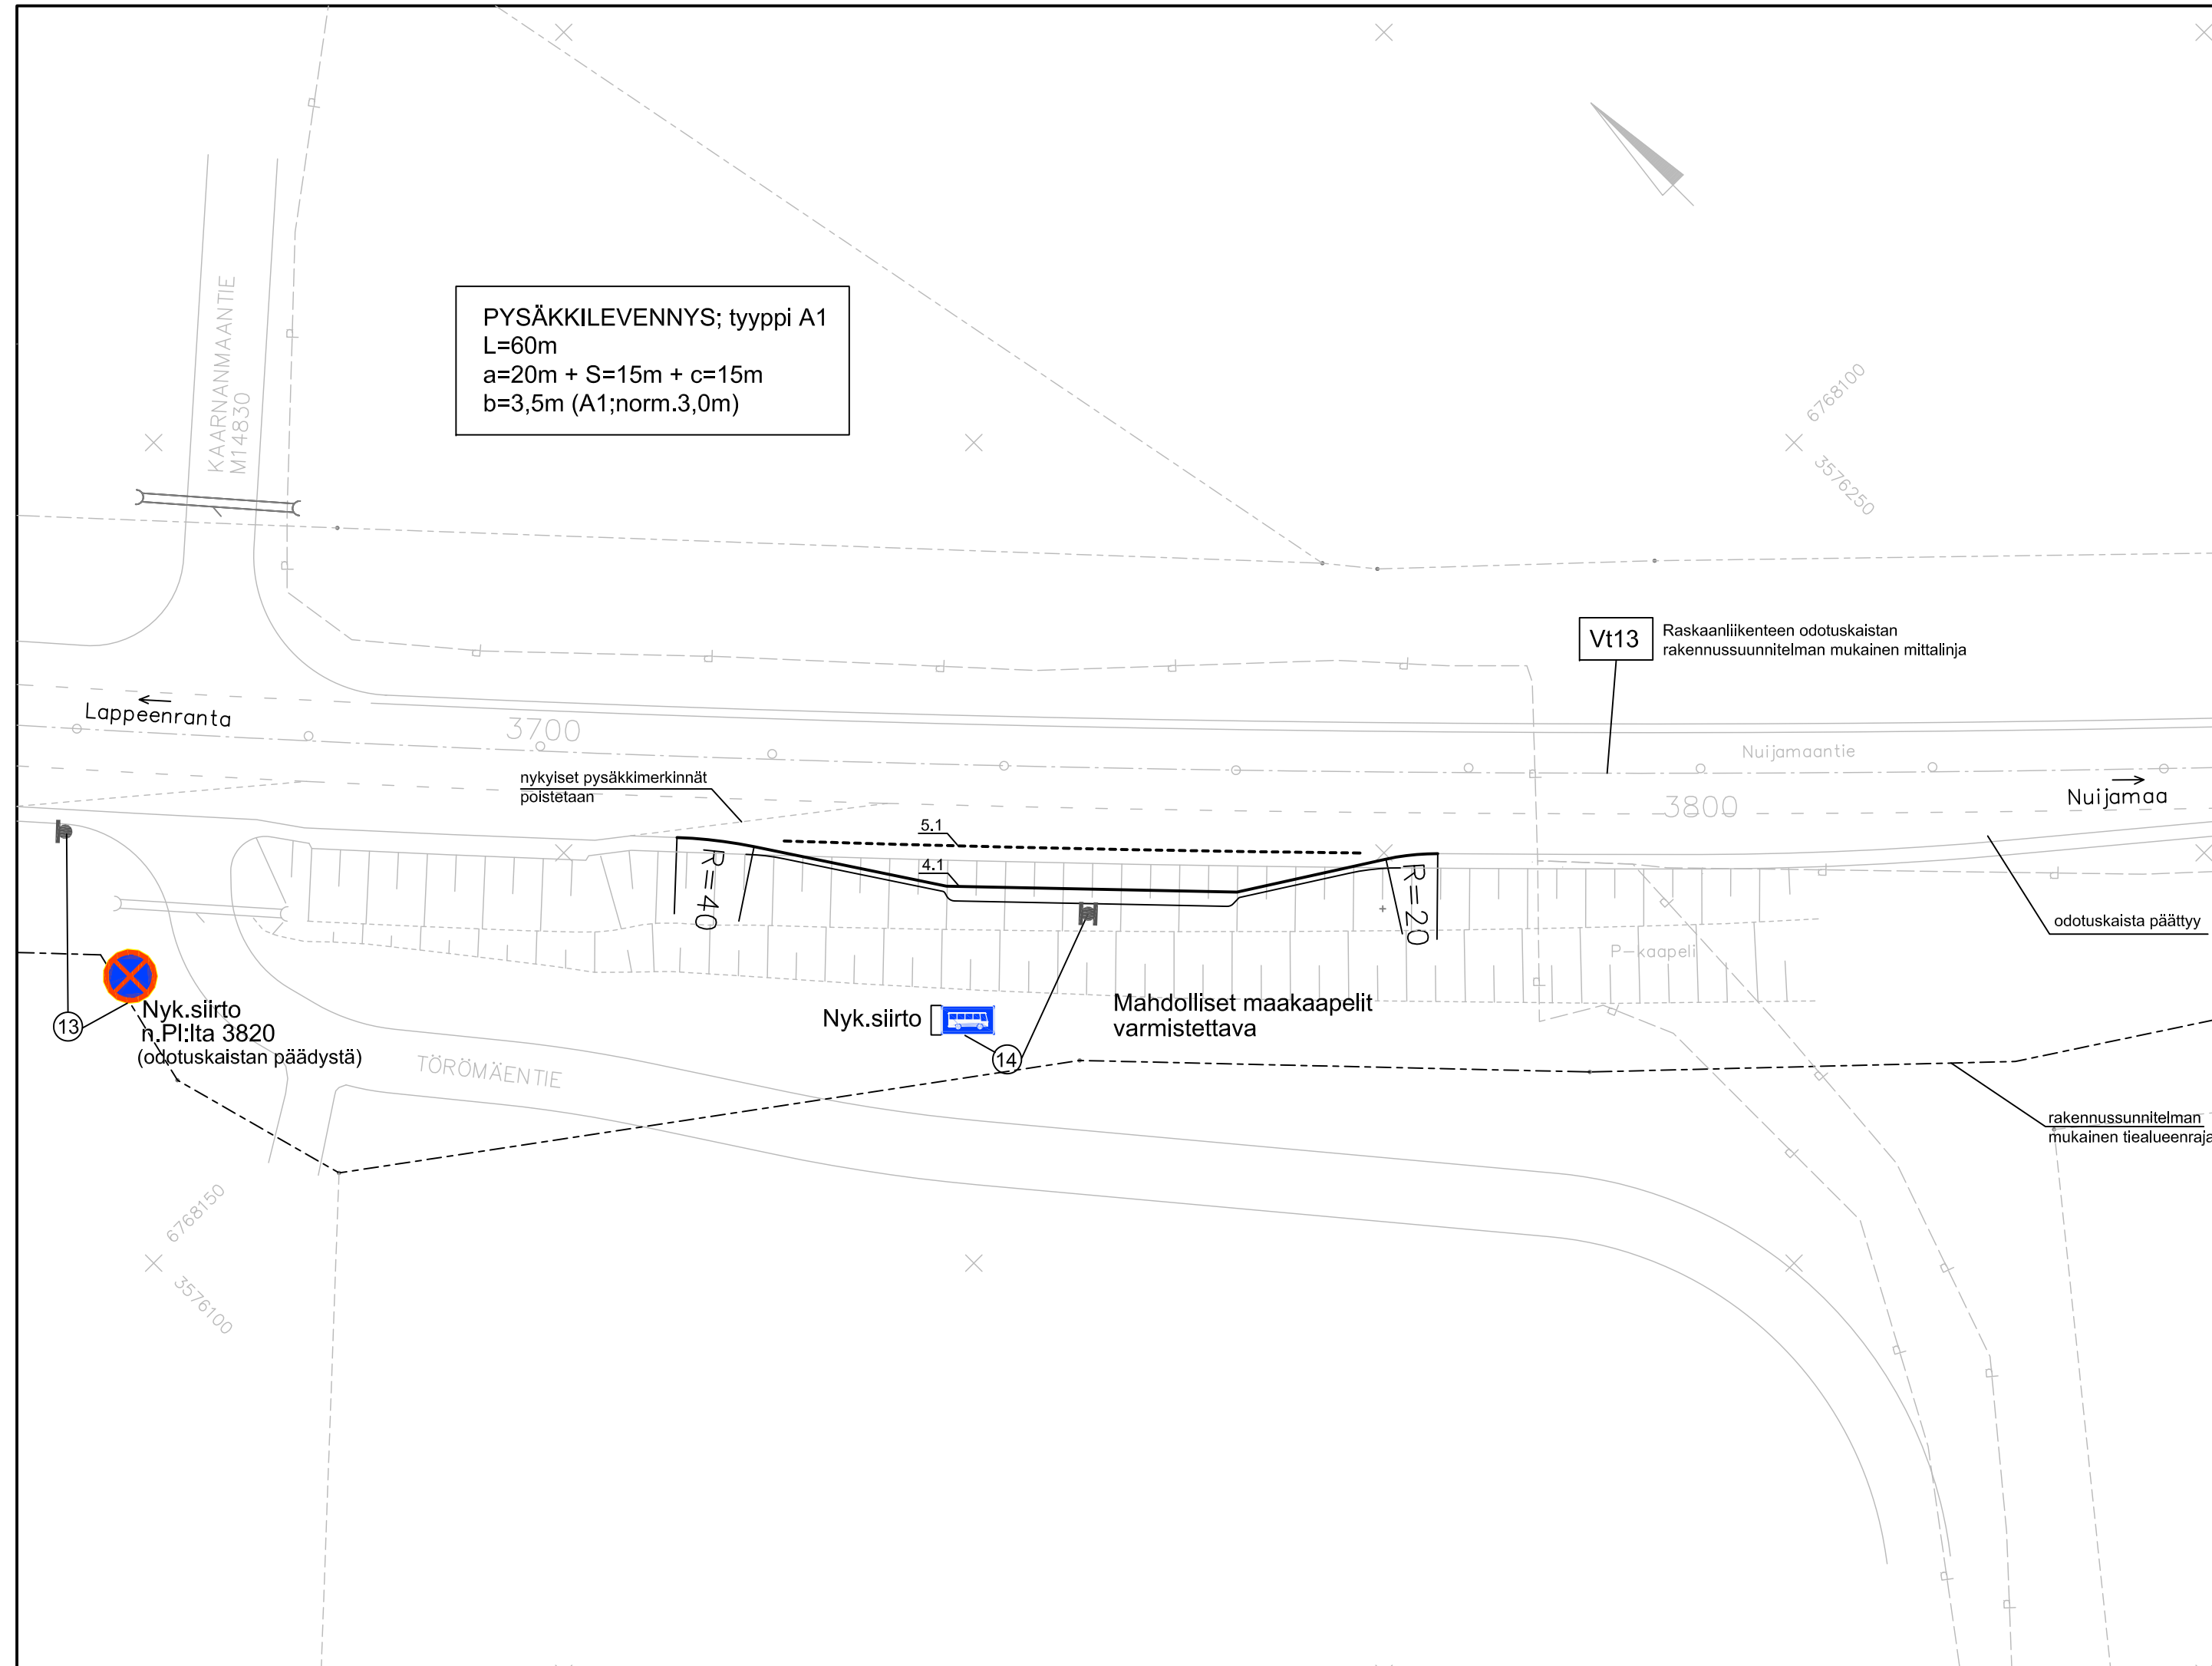 PYSÄKKILEVENNYS; tyyppi A1
L=60m
a=20m + S=15m + c=15m
b=3,5m (A1;norm.3,0m)
KAARNANMAANTIE
M14830
6768100
3576250
Vt13
Raskaanliikenteen odotuskaistan
rakennussuunnitelman mukainen mittalinja
Lappeenranta
3700
Nuijamaantie
nykyiset pysäkkimerkinnät
poistetaan
3800
Nuijamaa
5.1
4.1
R=40
R=20
odotuskaista päättyy
P-kaapeli
13
Nyk.siirto
n.Pl:lta 3820
(odotuskaistan päädystä)
Nyk.siirto
14
Mahdolliset maakaapelit
varmistettava
TÖRÖMÄENTIE
rakennussunnitelman
mukainen tiealueenraja
6768150
3576100